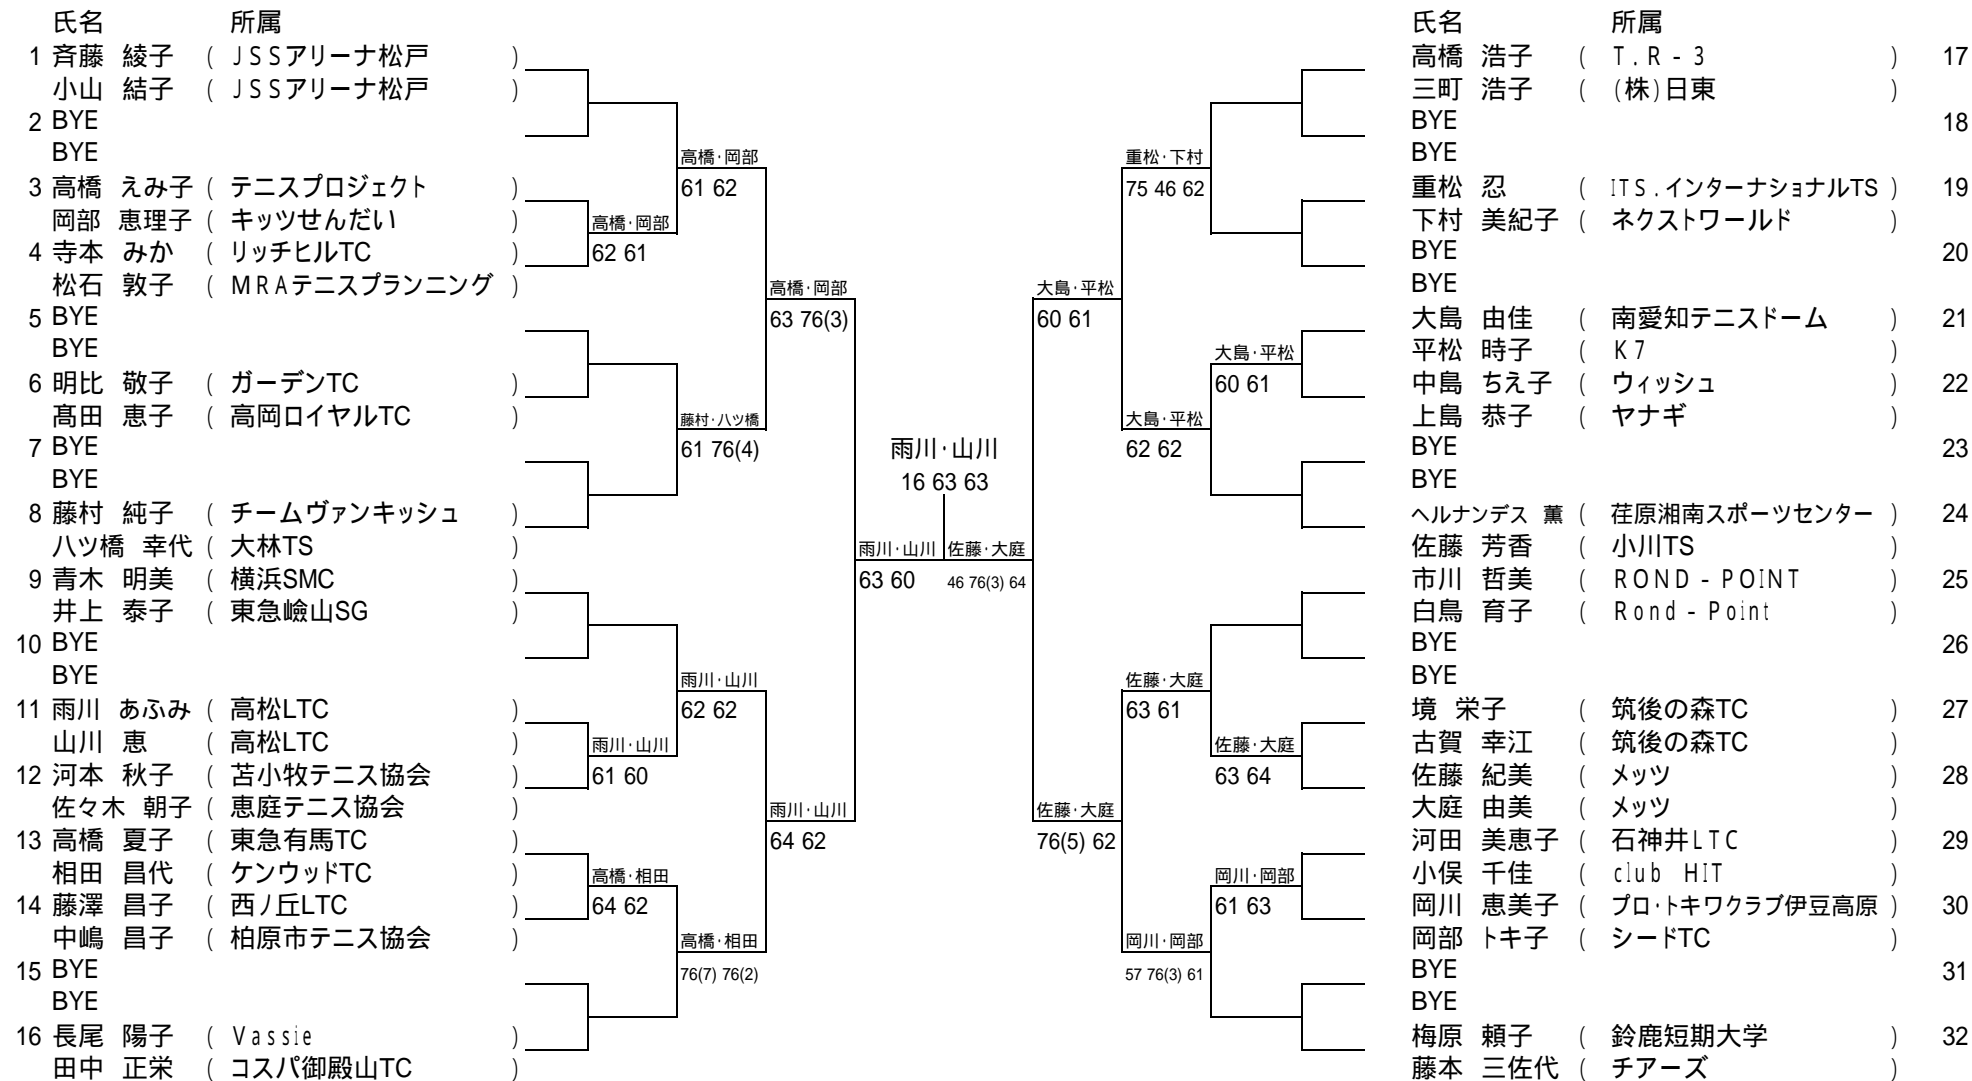 氏名 所属
1 斉藤 綾子 ( JSSアリーナ松戸 )
小山 結子 ( JSSアリーナ松戸 )
2 BYE
BYE
3 高橋 えみ子 ( テニスプロジェクト )
岡部 恵理子 ( キッツせんだい )
4 寺本 みか ( リッチヒルTC )
松石 敦子 ( MRAテニスプランニング )
5 BYE
BYE
6 明比 敬子 ( ガーデンTC )
髙田 恵子 ( 高岡ロイヤルTC )
7 BYE
BYE
8 藤村 純子 ( チームヴァンキッシュ )
八ツ橋 幸代 ( 大林TS )
9 青木 明美 ( 横浜SMC )
井上 泰子 ( 東急嶮山SG )
10 BYE
BYE
11 雨川 あふみ ( 高松LTC )
山川 恵 ( 高松LTC )
12 河本 秋子 ( 苫小牧テニス協会 )
佐々木 朝子 ( 恵庭テニス協会 )
13 高橋 夏子 ( 東急有馬TC )
相田 昌代 ( ケンウッドTC )
14 藤澤 昌子 ( 西ノ丘LTC )
中嶋 昌子 ( 柏原市テニス協会 )
15 BYE
BYE
16 長尾 陽子 ( Vassie )
田中 正栄 ( コスパ御殿山TC )
高橋・岡部
62 61
雨川・山川
61 60
高橋・相田
64 62
高橋・岡部
61 62
藤村・八ツ橋
61 76(4)
雨川・山川
62 62
高橋・相田
76(7) 76(2)
高橋・岡部
63 76(3)
雨川・山川
64 62
雨川・山川
63 60
雨川・山川
16 63 63
佐藤・大庭
46 76(3) 64
大島・平松
60 61
佐藤・大庭
76(5) 62
重松・下村
75 46 62
大島・平松
62 62
佐藤・大庭
63 61
岡川・岡部
57 76(3) 61
大島・平松
60 61
佐藤・大庭
63 64
岡川・岡部
61 63
氏名 所属
高橋 浩子 ( T.R-3 ) 17
三町 浩子 ( (株)日東 )
BYE 18
BYE
重松 忍 ( ITS.インターナショナルTS ) 19
下村 美紀子 ( ネクストワールド )
BYE 20
BYE
大島 由佳 ( 南愛知テニスドーム ) 21
平松 時子 ( K7 )
中島 ちえ子 ( ウィッシュ ) 22
上島 恭子 ( ヤナギ )
BYE 23
BYE
ヘルナンデス 薫 ( 荏原湘南スポーツセンター ) 24
佐藤 芳香 ( 小川TS )
市川 哲美 ( ROND-POINT ) 25
白鳥 育子 ( Rond-Point )
BYE 26
BYE
境 栄子 ( 筑後の森TC ) 27
古賀 幸江 ( 筑後の森TC )
佐藤 紀美 ( メッツ ) 28
大庭 由美 ( メッツ )
河田 美恵子 ( 石神井LTC ) 29
小俣 千佳 ( club HIT )
岡川 恵美子 ( プロ・トキワクラブ伊豆高原 ) 30
岡部 トキ子 ( シードTC )
BYE 31
BYE
梅原 頼子 ( 鈴鹿短期大学 ) 32
藤本 三佐代 ( チアーズ )